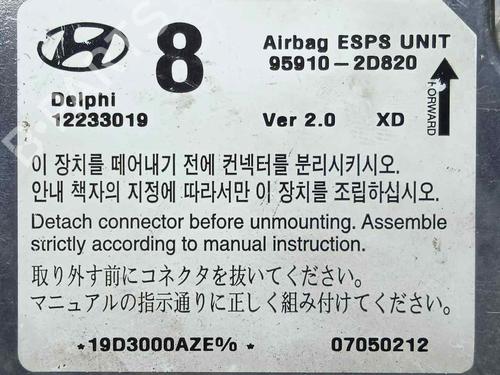 8
Airbag ESPS UNIT
95910-2D820
FORWARD
Delphi
12233019
Ver 2.0 XD
이 장치를 떼어내기 전에 컨넥터를 분리시키시오.
안내 책자의 지정에 따라서만 이 장치를 조립하십시오.
Detach connector before unmounting. Assemble
strictly according to manual instruction.
取り外す前にコネクタを抜いてください。
マニュアルの指示通りに正しく組み付けてください。
*19D3000AZE%* 07050212